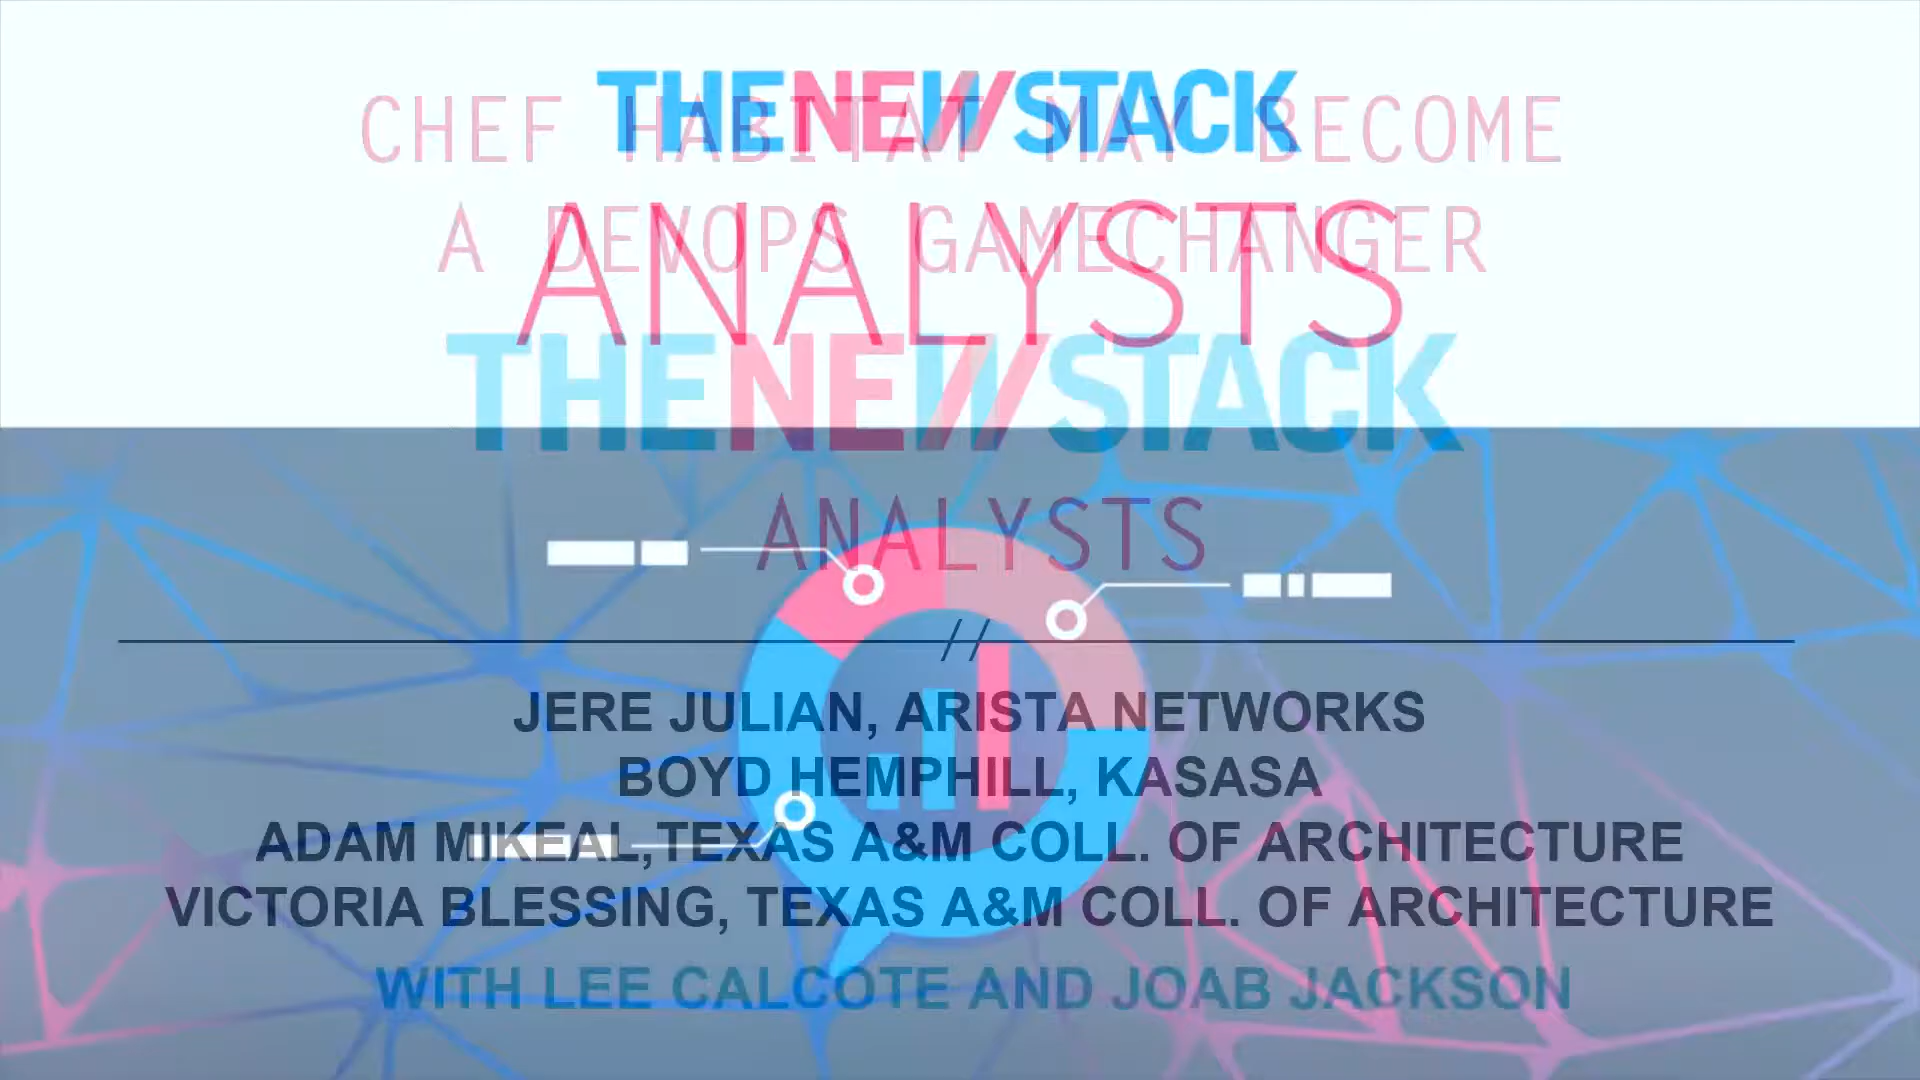 THENEWSTACK
CHEF HABITAT MAY BECOME
A DEVOPS GAMECHANGER
ANALYSTS
THENEWSTACK
ANALYSTS
//
JERE JULIAN, ARISTA NETWORKS
BOYD HEMPHILL, KASASA
ADAM MIKEAL, TEXAS A&M COLL. OF ARCHITECTURE
VICTORIA BLESSING, TEXAS A&M COLL. OF ARCHITECTURE
WITH LEE CALCOTE AND JOAB JACKSON